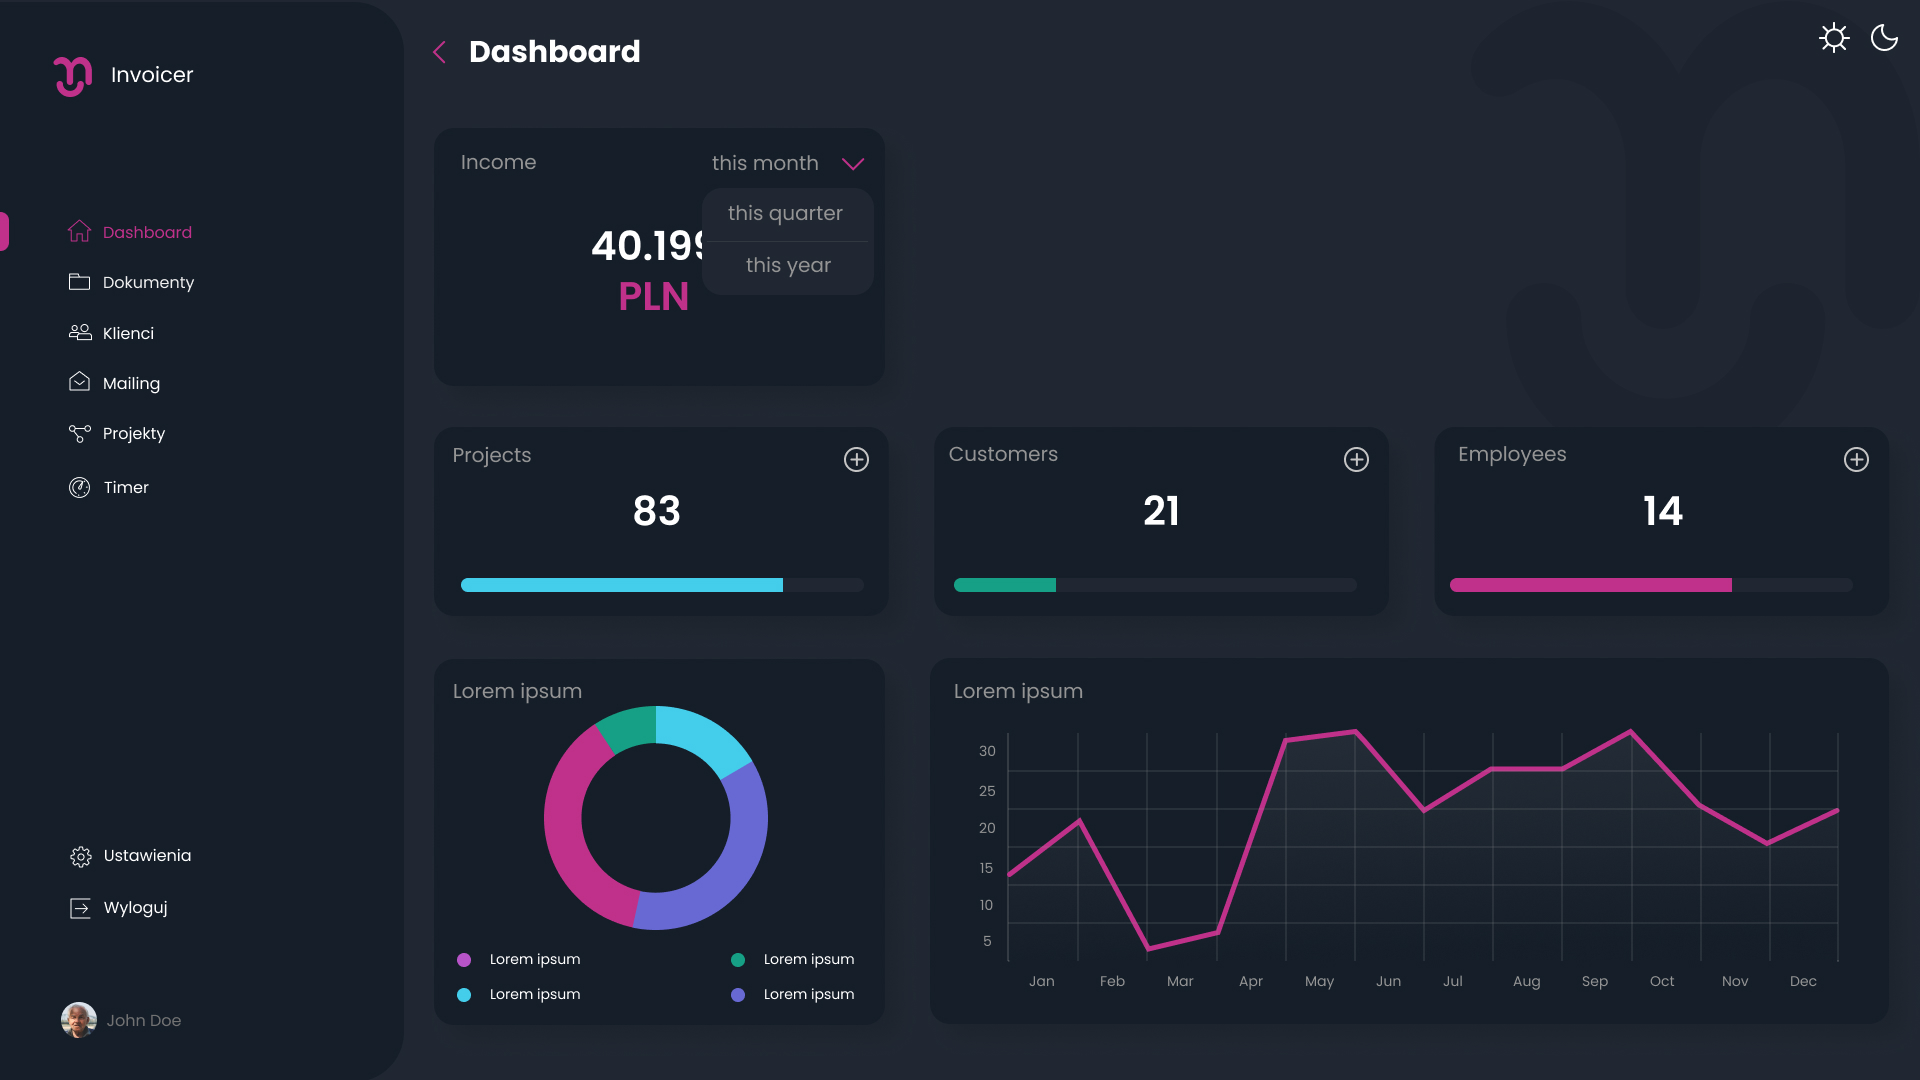 Invoicer
Dashboard
Dokumenty
Klienci
Mailing
Projekty
Timer
Ustawienia
Wyloguj
John Doe
Dashboard
Income
this month
this quarter
this year
40.199
PLN
Projects
83
Customers
21
Employees
14
Lorem ipsum
Lorem ipsum
Lorem ipsum
Lorem ipsum
Lorem ipsum
Lorem ipsum
30
25
20
15
10
5
Jan Feb Mar Apr May Jun Jul Aug Sep Oct Nov Dec